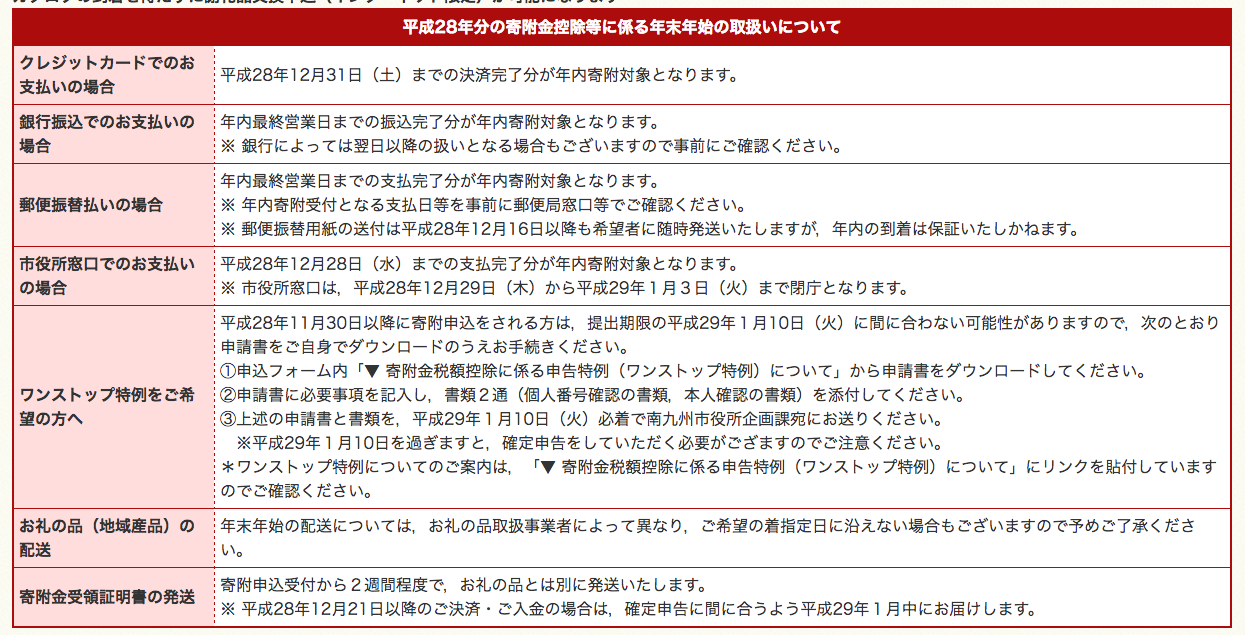 平成28年分の寄附金控除等に係る年末年始の取扱いについて
クレジットカードでのお
支払いの場合
平成28年12月31日（土）までの決済完了分が年内寄附対象となります。
銀行振込でのお支払いの
場合
年内最終営業日までの振込完了分が年内寄附対象となります。
※ 銀行によっては翌日以降の扱いとなる場合もございますので事前にご確認ください。
郵便振替払いの場合
年内最終営業日までの支払完了分が年内寄附対象となります。
※ 年内寄附受付となる支払日等を事前に郵便局窓口等でご確認ください。
※ 郵便振替用紙の送付は平成28年12月16日以降も希望者に随時発送いたしますが，年内の到着は保証いたしかねます。
市役所窓口でのお支払い
の場合
平成28年12月28日（水）までの支払完了分が年内寄附対象となります。
※ 市役所窓口は，平成28年12月29日（木）から平成29年１月３日（火）まで閉庁となります。
ワンストップ特例をご希
望の方へ
平成28年11月30日以降に寄附申込をされる方は，提出期限の平成29年１月10日（火）に間に合わない可能性がありますので，次のとおり
申請書をご自身でダウンロードのうえお手続きください。
①申込フォーム内「▼ 寄附金税額控除に係る申告特例（ワンストップ特例）について」から申請書をダウンロードしてください。
②申請書に必要事項を記入し，書類２通（個人番号確認の書類，本人確認の書類）を添付してください。
③上述の申請書と書類を，平成29年１月10日（火）必着で南九州市役所企画課宛にお送りください。
※平成29年１月10日を過ぎますと，確定申告をしていただく必要がござますのでご注意ください。
＊ワンストップ特例についてのご案内は，「▼ 寄附金税額控除に係る申告特例（ワンストップ特例）について」にリンクを貼付しています
のでご確認ください。
お礼の品（地域産品）の
配送
年末年始の配送については，お礼の品取扱事業者によって異なり，ご希望の着指定日に沿えない場合もございますので予めご了承くださ
い。
寄附金受領証明書の発送
寄附申込受付から２週間程度で，お礼の品とは別に発送いたします。
※ 平成28年12月21日以降のご決済・ご入金の場合は，確定申告に間に合うよう平成29年１月中にお届けします。